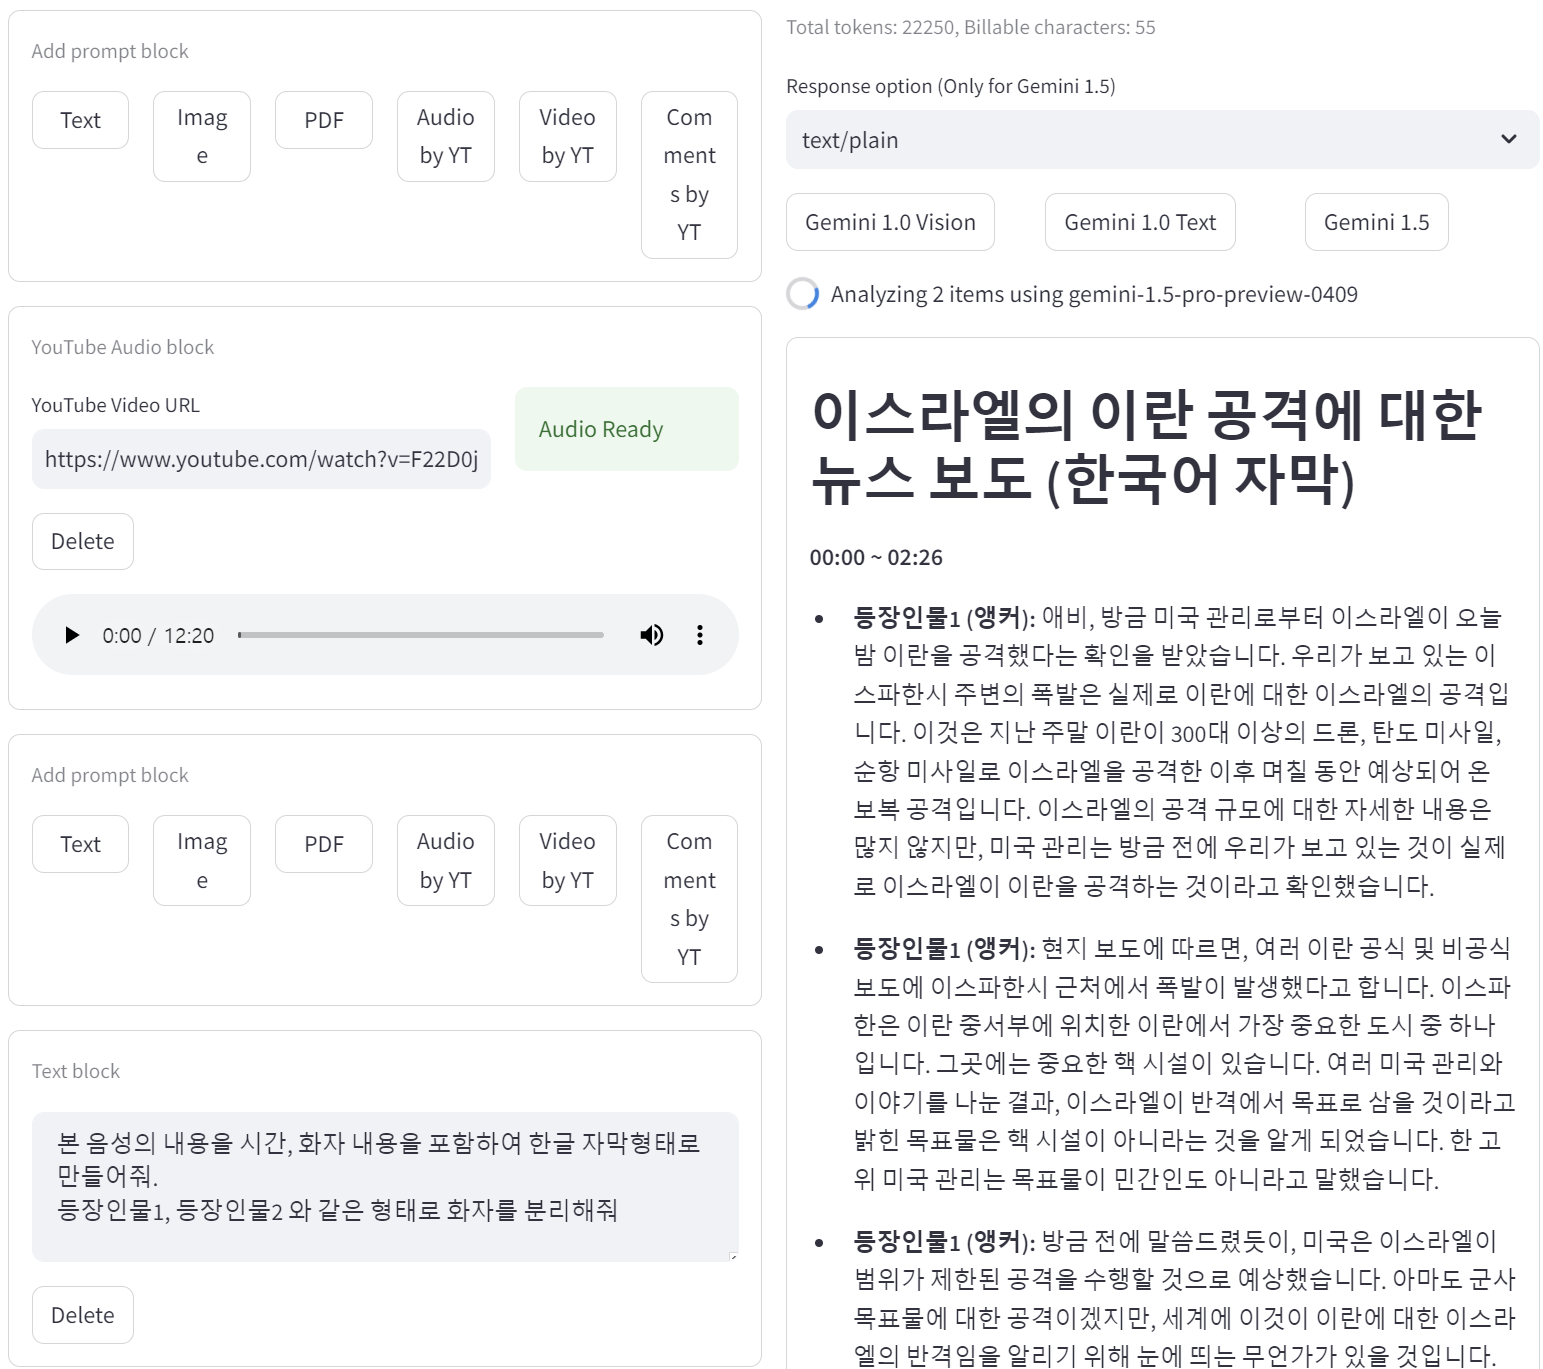 Add prompt block
Text
Imag
e
PDF
Audio
by YT
Video
by YT
Com
ment
s by
YT
YouTube Audio block
YouTube Video URL
https://www.youtube.com/watch?v=F22D0j
Audio Ready
Delete
0:00 / 12:20
Add prompt block
Text
Imag
e
PDF
Audio
by YT
Video
by YT
Com
ment
s by
YT
Text block
본 음성의 내용을 시간, 화자 내용을 포함하여 한글 자막형태로
만들어줘.
등장인물1, 등장인물2 와 같은 형태로 화자를 분리해줘
Delete
Total tokens: 22250, Billable characters: 55
Response option (Only for Gemini 1.5)
text/plain
Gemini 1.0 Vision
Gemini 1.0 Text
Gemini 1.5
Analyzing 2 items using gemini-1.5-pro-preview-0409
이스라엘의 이란 공격에 대한
뉴스 보도 (한국어 자막)
00:00 ~ 02:26
• 등장인물1 (앵커): 애비, 방금 미국 관리로부터 이스라엘이 오늘
밤 이란을 공격했다는 확인을 받았습니다. 우리가 보고 있는 이
스파한시 주변의 폭발은 실제로 이란에 대한 이스라엘의 공격입
니다. 이것은 지난 주말 이란이 300대 이상의 드론, 탄도 미사일,
순항 미사일로 이스라엘을 공격한 이후 며칠 동안 예상되어 온
보복 공격입니다. 이스라엘의 공격 규모에 대한 자세한 내용은
많지 않지만, 미국 관리는 방금 전에 우리가 보고 있는 것이 실제
로 이스라엘이 이란을 공격하는 것이라고 확인했습니다.
• 등장인물1 (앵커): 현지 보도에 따르면, 여러 이란 공식 및 비공식
보도에 이스파한시 근처에서 폭발이 발생했다고 합니다. 이스파
한은 이란 중서부에 위치한 이란에서 가장 중요한 도시 중 하나
입니다. 그곳에는 중요한 핵 시설이 있습니다. 여러 미국 관리와
이야기를 나눈 결과, 이스라엘이 반격에서 목표로 삼을 것이라고
밝힌 목표물은 핵 시설이 아니라는 것을 알게 되었습니다. 한 고
위 미국 관리는 목표물이 민간인도 아니라고 말했습니다.
• 등장인물1 (앵커): 방금 전에 말씀드렸듯이, 미국은 이스라엘이
범위가 제한된 공격을 수행할 것으로 예상했습니다. 아마도 군사
목표물에 대한 공격이겠지만, 세계에 이것이 이란에 대한 이스라
엘의 반격임을 알리기 위해 눈에 띄는 무언가가 있을 것입니다.